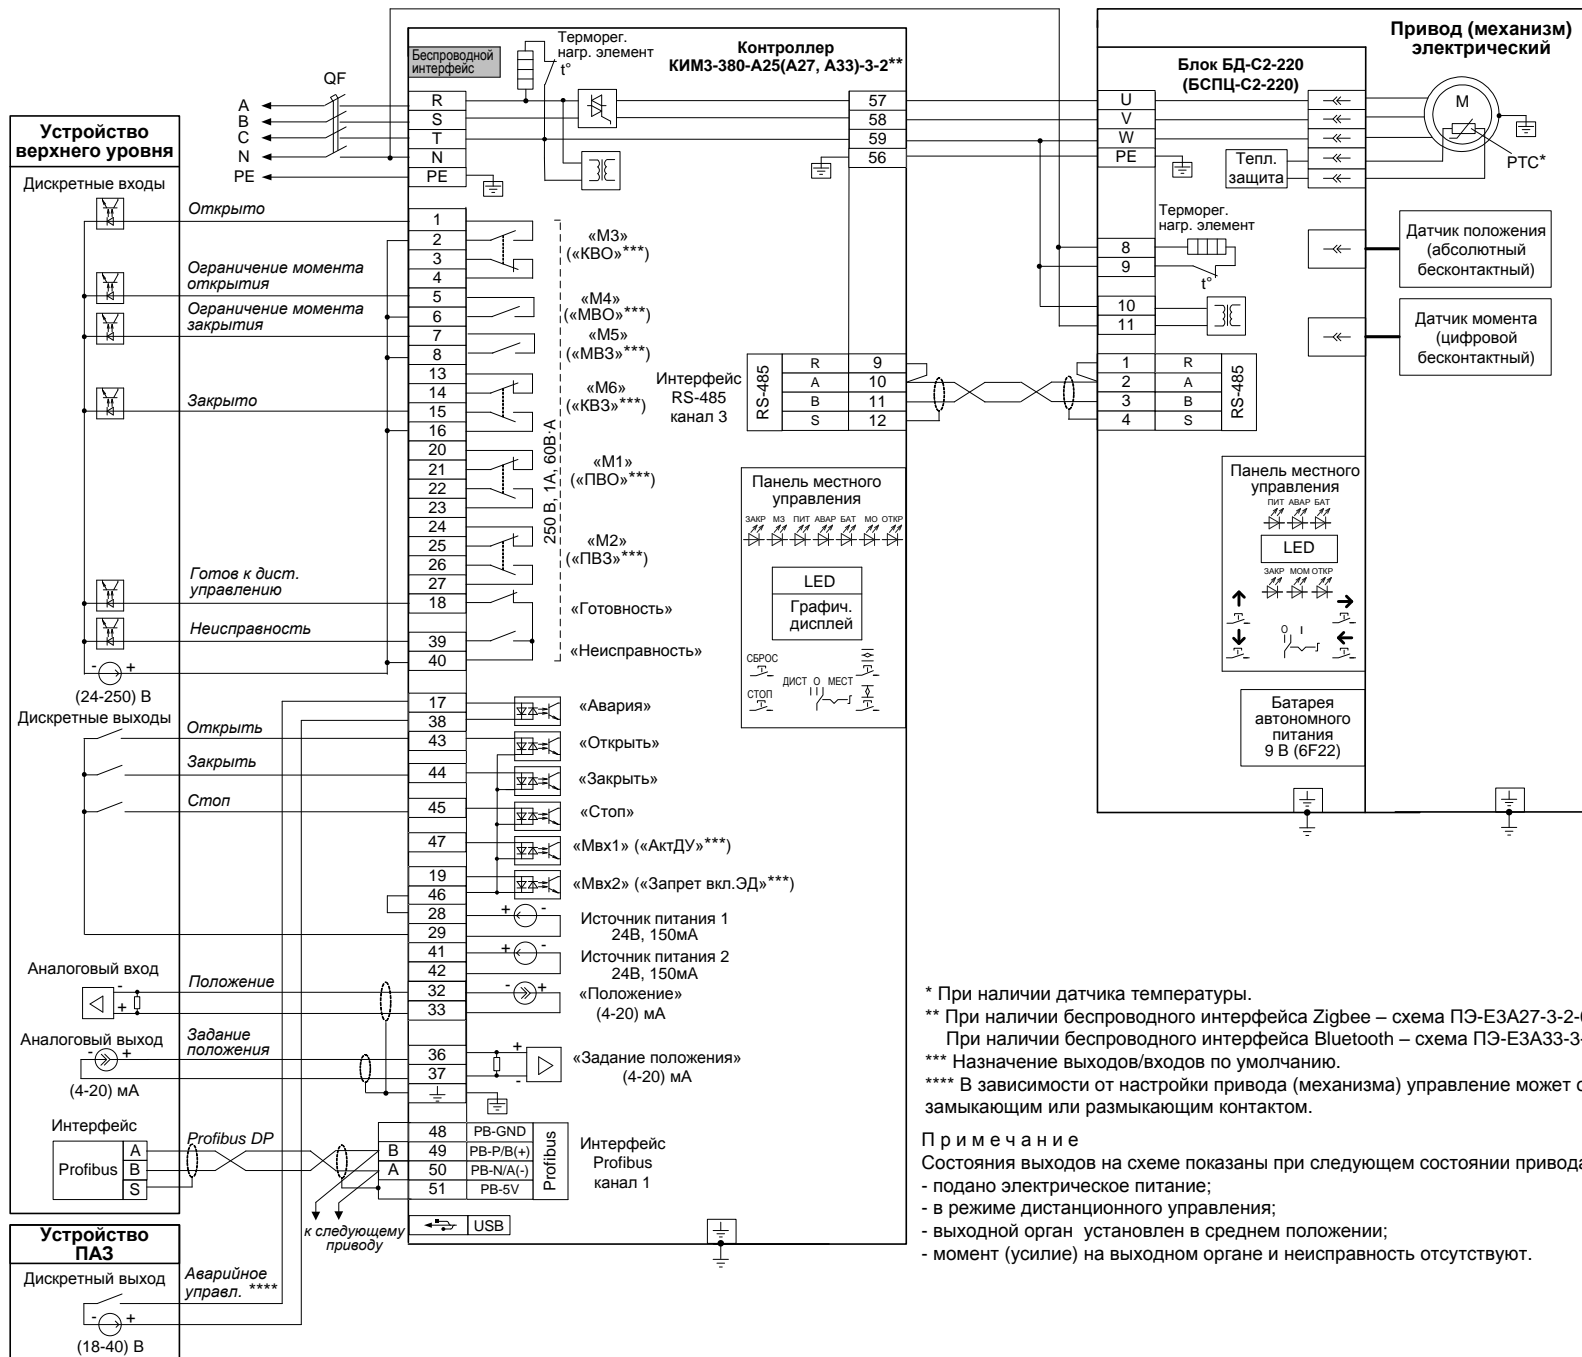 Устройство
верхнего уровня
Дискретные входы
Открыто
Ограничение момента
открытия
Ограничение момента
закрытия
Закрыто
Готов к дист.
управлению
Неисправность
- +
(24-250) В
Дискретные выходы
Открыть
Закрыть
Стоп
Аналоговый вход
-
+
Положение
Аналоговый выход
- +
Задание
положения
(4-20) мА
Интерфейс
Profibus
A
B
S
Profibus DP
к следующему
приводу
Устройство
ПАЗ
Дискретный выход
Аварийное
управл. ****
- +
(18-40) В
QF
A
B
C
N
PE
Беспроводной
интерфейс
Терморег.
нагр. элемент
t°
Контроллер
КИМ3-380-А25(А27, А33)-3-2**
R
S
T
N
PE
57
58
59
56
1
2
3
4
5
6
7
8
13
14
15
16
20
21
22
23
24
25
26
27
18
39
40
«М3»
(«КВО»***)
«М4»
(«МВО»***)
«М5»
(«МВЗ»***)
«М6»
(«КВЗ»***)
«М1»
(«ПВО»***)
«М2»
(«ПВЗ»***)
«Готовность»
«Неисправность»
250 В, 1А, 60В·А
17
38
43
44
45
47
19
46
28
29
41
42
32
33
36
37
«Авария»
«Открыть»
«Закрыть»
«Стоп»
«Мвх1» («АктДУ»***)
«Мвх2» («Запрет вкл.ЭД»***)
+ -
Источник питания 1
24В, 150мА
+ -
Источник питания 2
24В, 150мА
- +
«Положение»
(4-20) мА
+
-
«Задание положения»
(4-20) мА
B
A
48 PB-GND
49 PB-P/B(+)
50 PB-N/A(-)
51 PB-5V
Profibus
Интерфейс
Profibus
канал 1
USB
Интерфейс
RS-485
канал 3
RS-485
R 9
A 10
B 11
S 12
Панель местного
управления
ЗАКР МЗ ПИТ АВАР БАТ МО ОТКР
LED
Графич.
дисплей
СБРОС
СТОП
ДИСТ О МЕСТ
Привод (механизм)
электрический
Блок БД-С2-220
(БСПЦ-С2-220)
U
V
W
PE
Тепл.
защита
M
PTC*
Терморег.
нагр. элемент
t°
8
9
10
11
1 R
2 A
3 B
4 S
RS-485
Датчик положения
(абсолютный
бесконтактный)
Датчик момента
(цифровой
бесконтактный)
Панель местного
управления
ПИТ АВАР БАТ
LED
ЗАКР МОМ ОТКР
O I
Батарея
автономного
питания
9 В (6F22)
* При наличии датчика температуры.
** При наличии беспроводного интерфейса Zigbee – схема ПЭ-Е3А27-3-2-
При наличии беспроводного интерфейса Bluetooth – схема ПЭ-Е3А33-3-
*** Назначение выходов/входов по умолчанию.
**** В зависимости от настройки привода (механизма) управление может
замыкающим или размыкающим контактом.
П р и м е ч а н и е
Состояния выходов на схеме показаны при следующем состоянии привода
- подано электрическое питание;
- в режиме дистанционного управления;
- выходной орган установлен в среднем положении;
- момент (усилие) на выходном органе и неисправность отсутствуют.